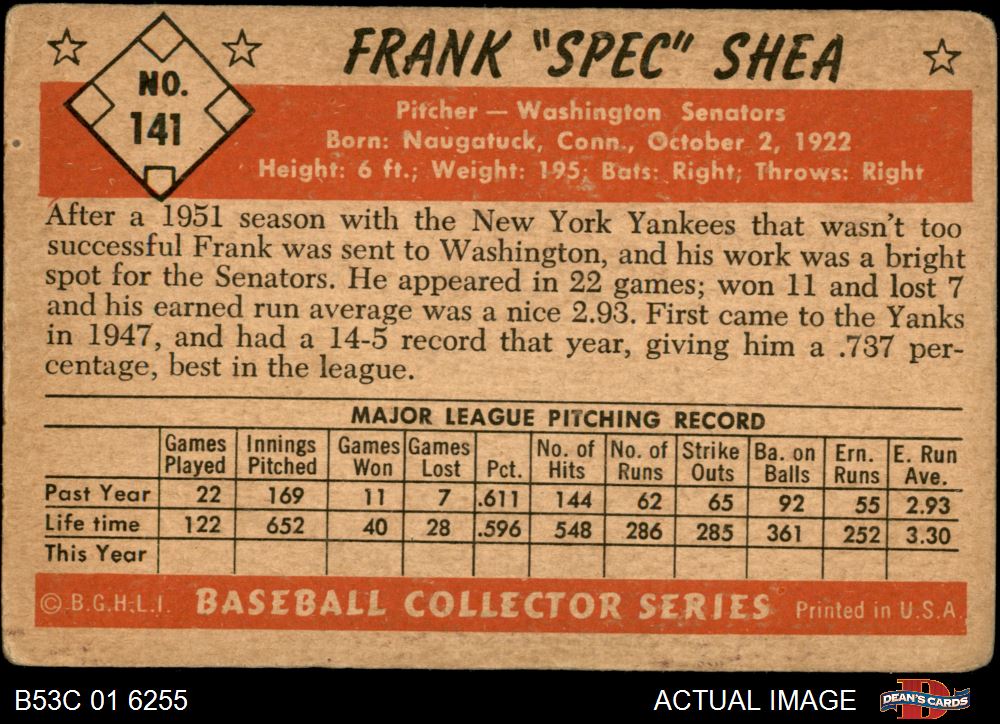 FRANK "SPEC" SHEA
NO.
141
Pitcher — Washington Senators
Born: Naugatuck, Conn., October 2, 1922
Height: 6 ft.; Weight: 195; Bats: Right; Throws: Right
After a 1951 season with the New York Yankees that wasn't too
successful Frank was sent to Washington, and his work was a bright
spot for the Senators. He appeared in 22 games; won 11 and lost 7
and his earned run average was a nice 2.93. First came to the Yanks
in 1947, and had a 14-5 record that year, giving him a .737 per-
centage, best in the league.
MAJOR LEAGUE PITCHING RECORD
Games Played Innings Pitched Games Won Games Lost Pct. No. of Hits No. of Runs Strike Outs Ba. on Balls Ern. Runs E. Run Ave.
Past Year 22 169 11 7 .611 144 62 65 92 55 2.93
Life time 122 652 40 28 .596 548 286 285 361 252 3.30
This Year
© B.G.H.L.I. BASEBALL COLLECTOR SERIES Printed in U.S.A.
B53C 01 6255 ACTUAL IMAGE DEAN'S CARDS